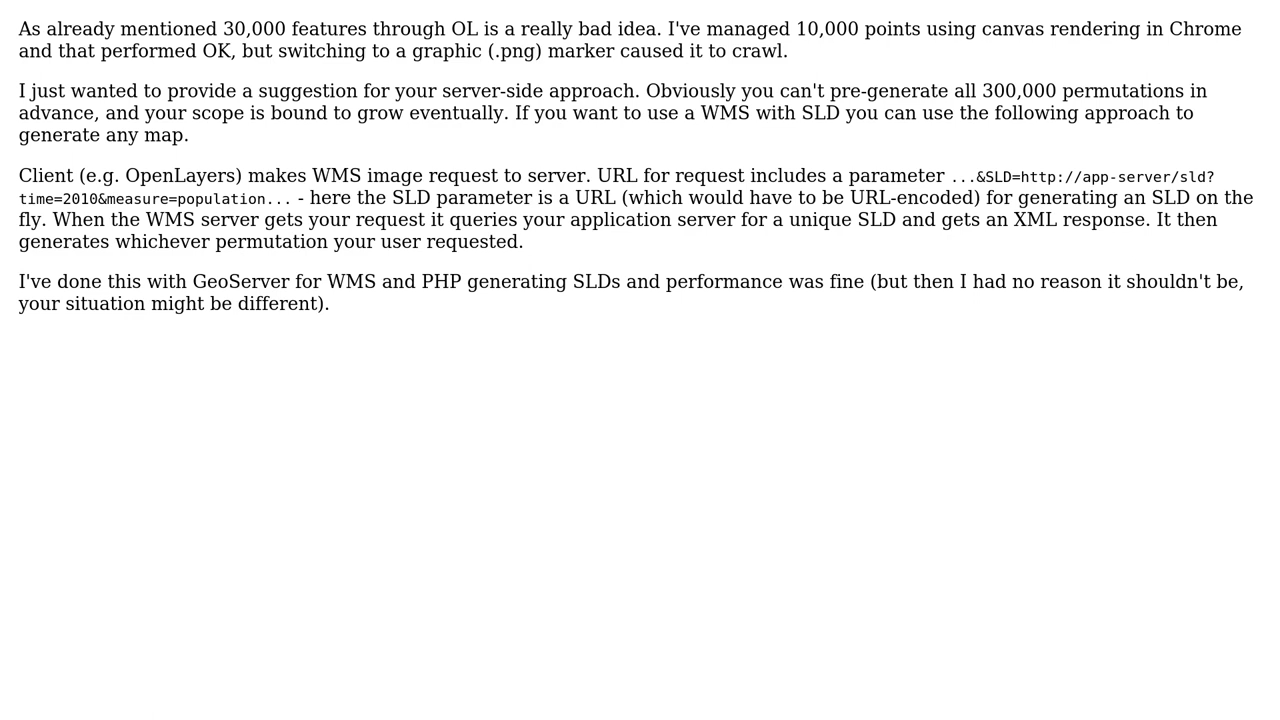 As already mentioned 30,000 features through OL is a really bad idea. I've managed 10,000 points using canvas rendering in Chrome
and that performed OK, but switching to a graphic (.png) marker caused it to crawl.
I just wanted to provide a suggestion for your server-side approach. Obviously you can't pre-generate all 300,000 permutations in
advance, and your scope is bound to grow eventually. If you want to use a WMS with SLD you can use the following approach to
generate any map.
Client (e.g. OpenLayers) makes WMS image request to server. URL for request includes a parameter ...&SLD=http://app-server/sld?
time=2010&measure=population... - here the SLD parameter is a URL (which would have to be URL-encoded) for generating an SLD on the
fly. When the WMS server gets your request it queries your application server for a unique SLD and gets an XML response. It then
generates whichever permutation your user requested.
I've done this with GeoServer for WMS and PHP generating SLDs and performance was fine (but then I had no reason it shouldn't be,
your situation might be different).